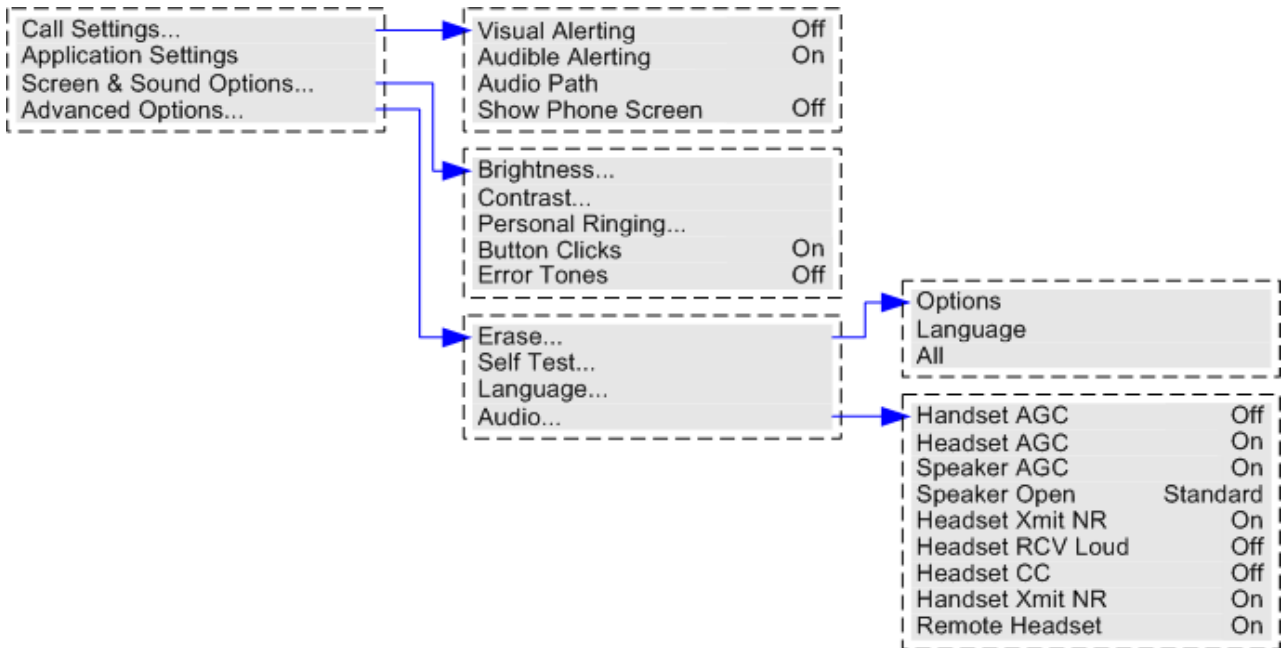 Call Settings...
Application Settings
Screen & Sound Options...
Advanced Options...
Visual Alerting Off
Audible Alerting On
Audio Path
Show Phone Screen Off
Brightness...
Contrast...
Personal Ringing...
Button Clicks On
Error Tones Off
Erase...
Self Test...
Language...
Audio...
Options
Language
All
Handset AGC Off
Headset AGC On
Speaker AGC On
Speaker Open Standard
Headset Xmit NR On
Headset RCV Loud Off
Headset CC Off
Handset Xmit NR On
Remote Headset On